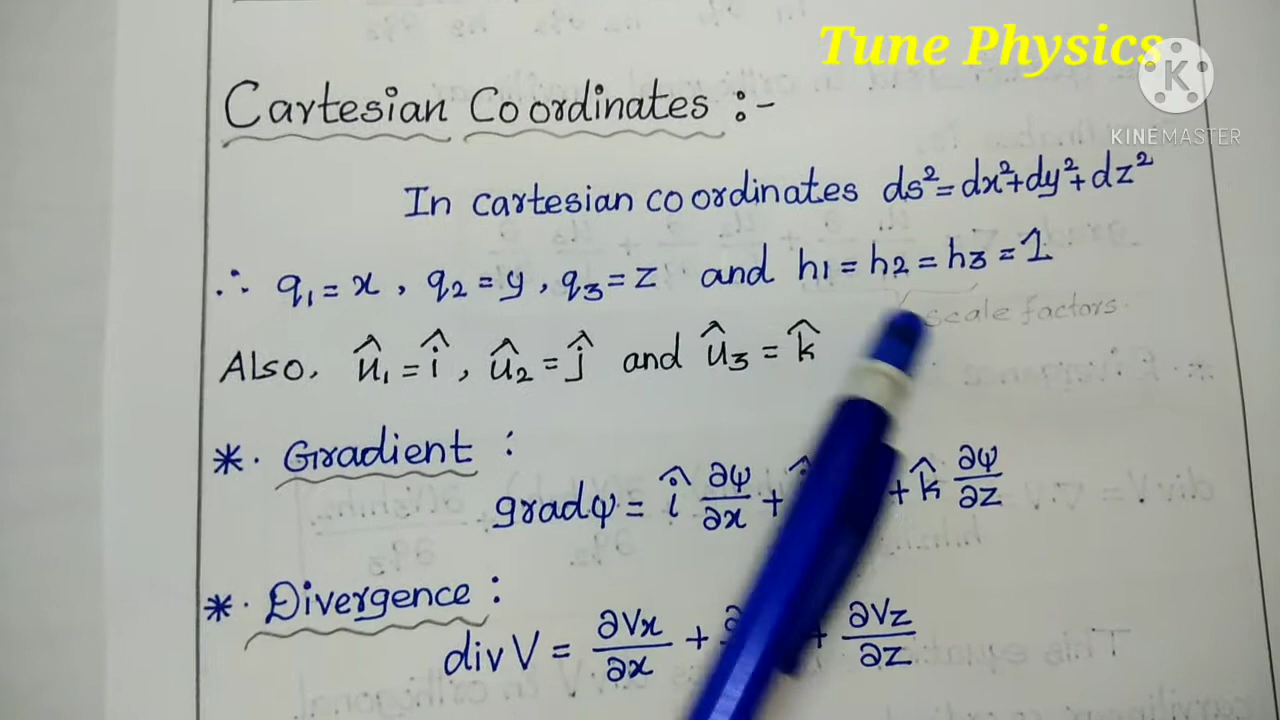 Tune Physics
K
KINEMASTER
Cartesian Coordinates :-
In cartesian coordinates ds² = dx² + dy² + dz²
∴ q₁ = x , q₂ = y , q₃ = z and h1 = h2 = h3 = 1
scale factors.
Also, û₁ = î , û₂ = ĵ and û₃ = k̂
* . Gradient :
gradψ = î ∂ψ/∂x + + k̂ ∂ψ/∂z
* . Divergence :
div V = ∂Vx/∂x + + ∂Vz/∂z